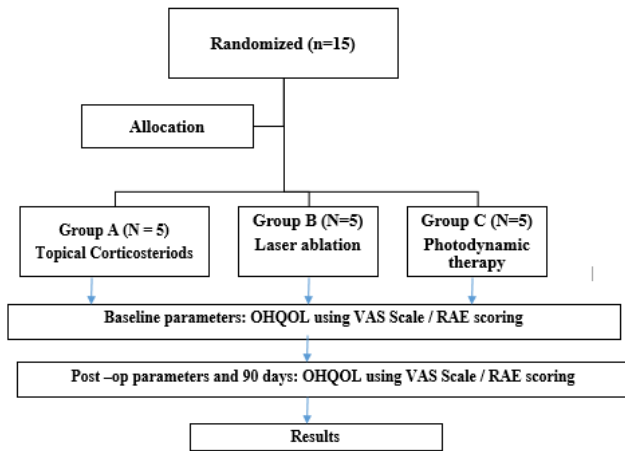 Randomized (n=15)
Allocation
Group A (N = 5)
Topical Corticosteriods
Group B (N=5)
Laser ablation
Group C (N=5)
Photodynamic
therapy
Baseline parameters: OHQOL using VAS Scale / RAE scoring
Post –op parameters and 90 days: OHQOL using VAS Scale / RAE scoring
Results